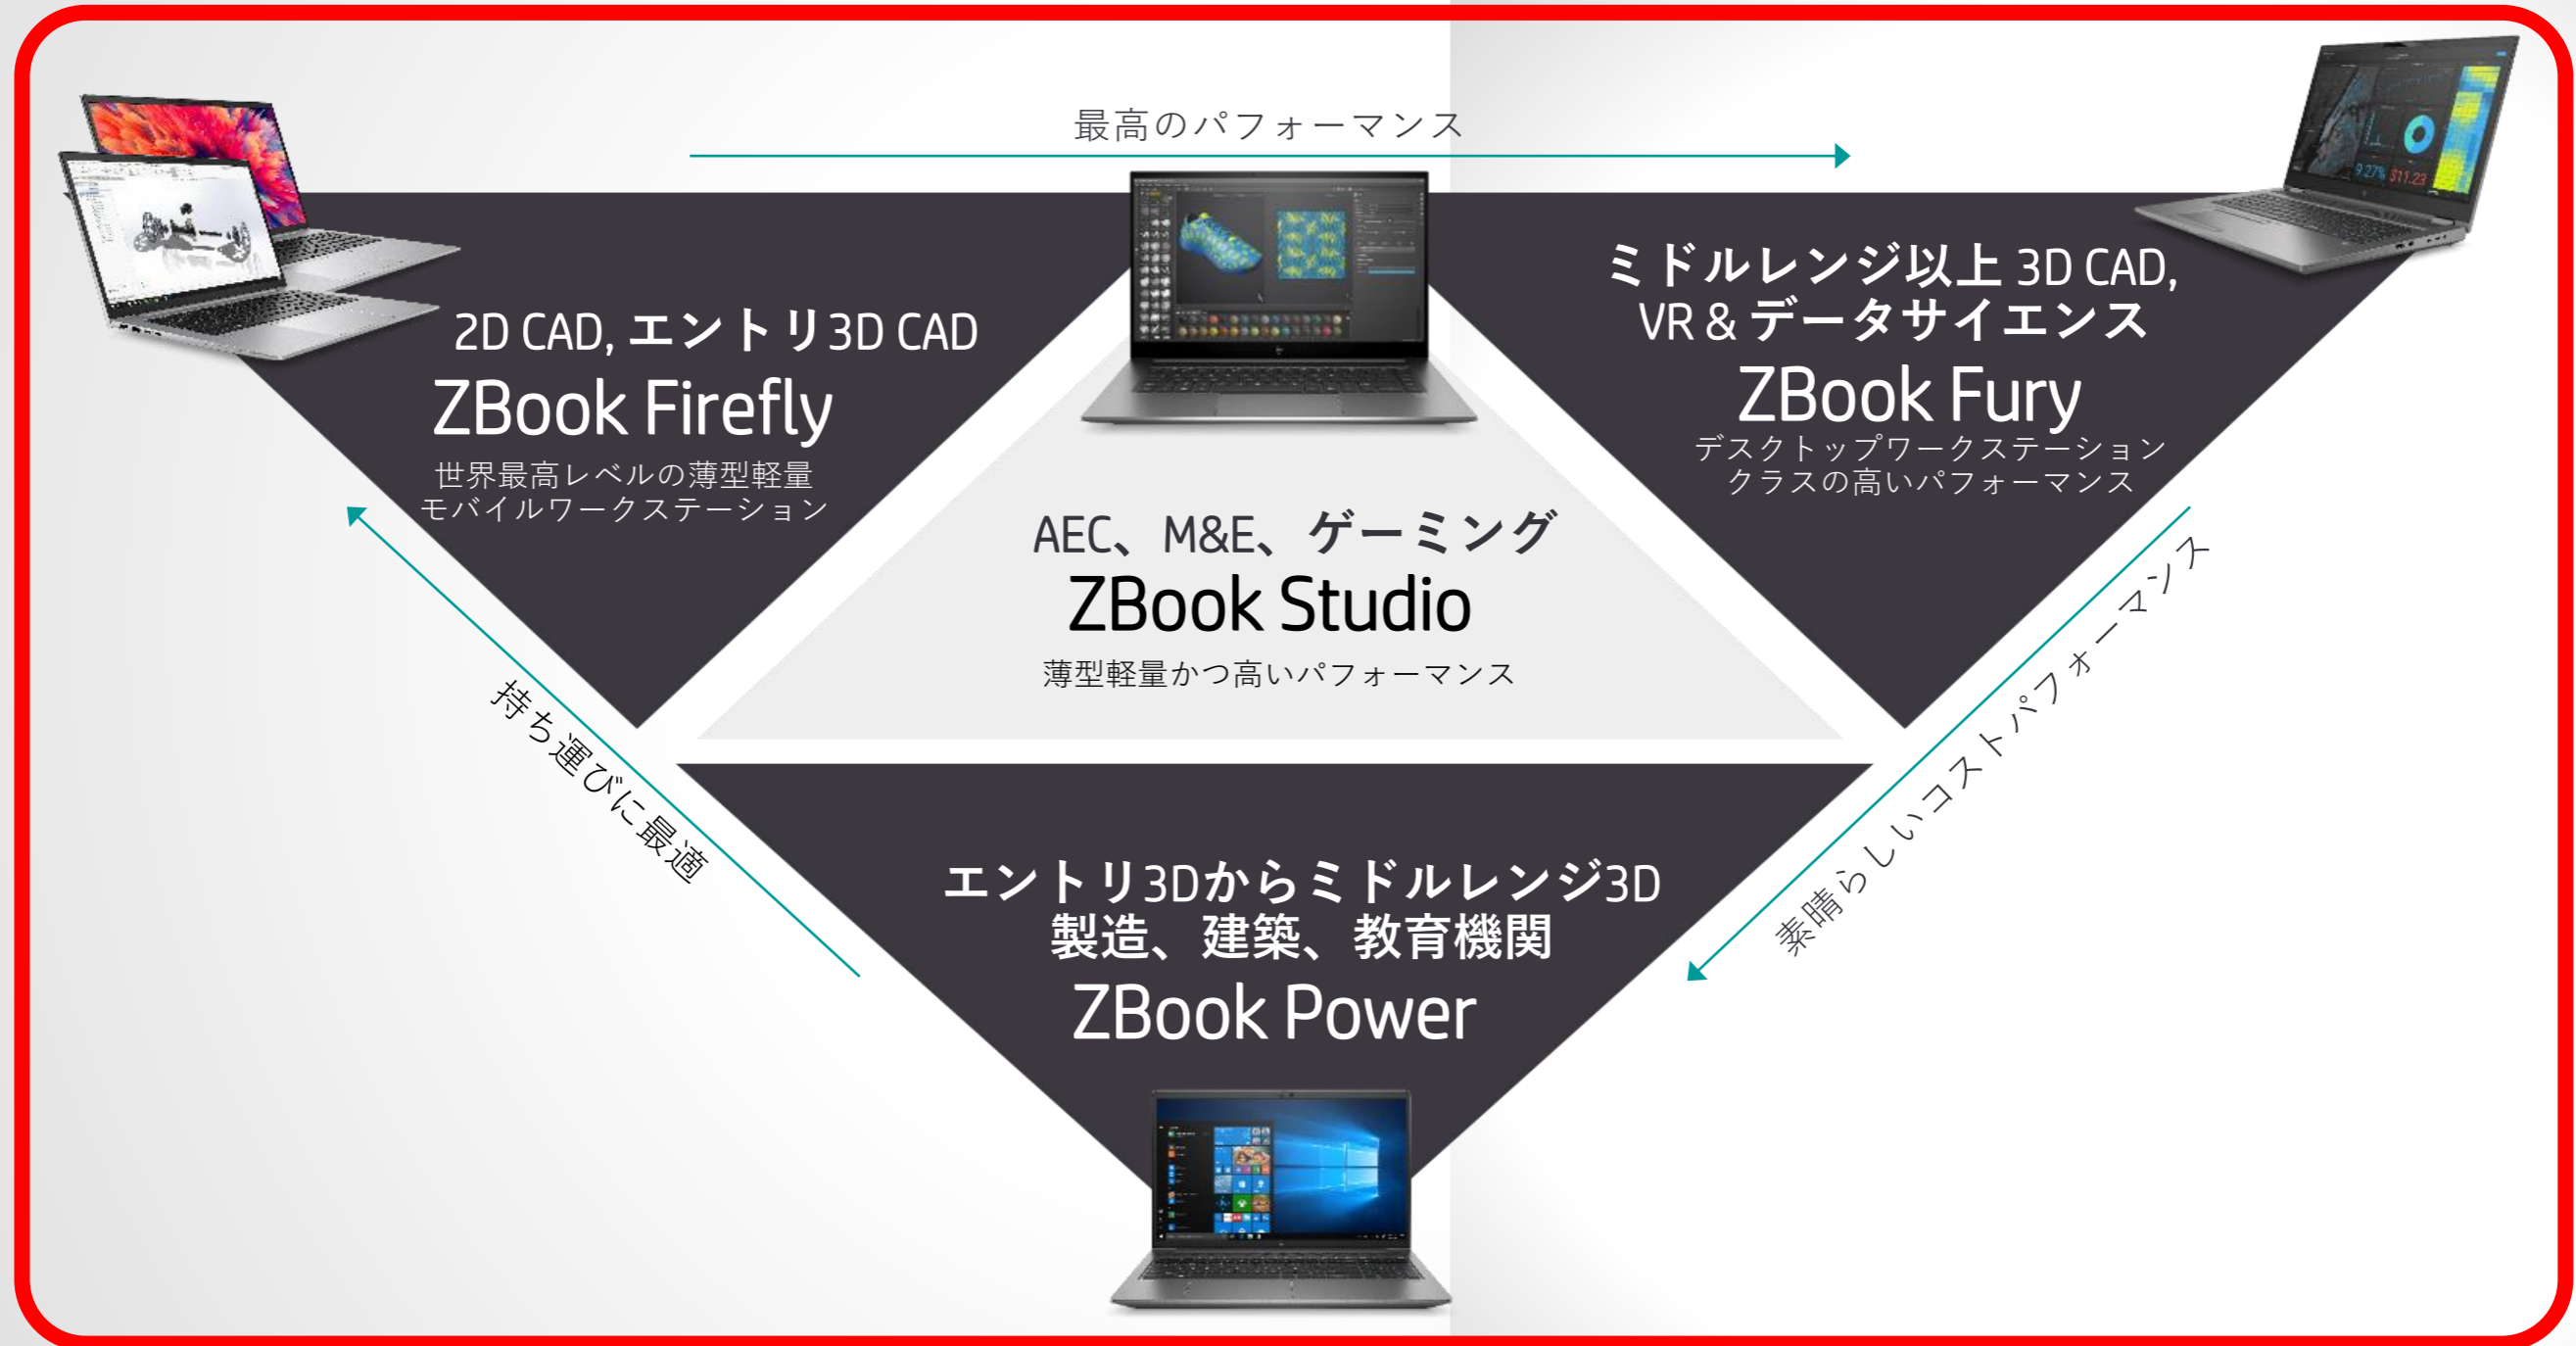 最高のパフォーマンス
2D CAD, エントリ3D CAD
ZBook Firefly
世界最高レベルの薄型軽量
モバイルワークステーション
ミドルレンジ以上 3D CAD,
VR & データサイエンス
ZBook Fury
デスクトップワークステーション
クラスの高いパフォーマンス
9.27% $11.23
AEC、M&E、ゲーミング
ZBook Studio
薄型軽量かつ高いパフォーマンス
持ち運びに最適
素晴らしいコストパフォーマンス
エントリ3Dからミドルレンジ3D
製造、建築、教育機関
ZBook Power